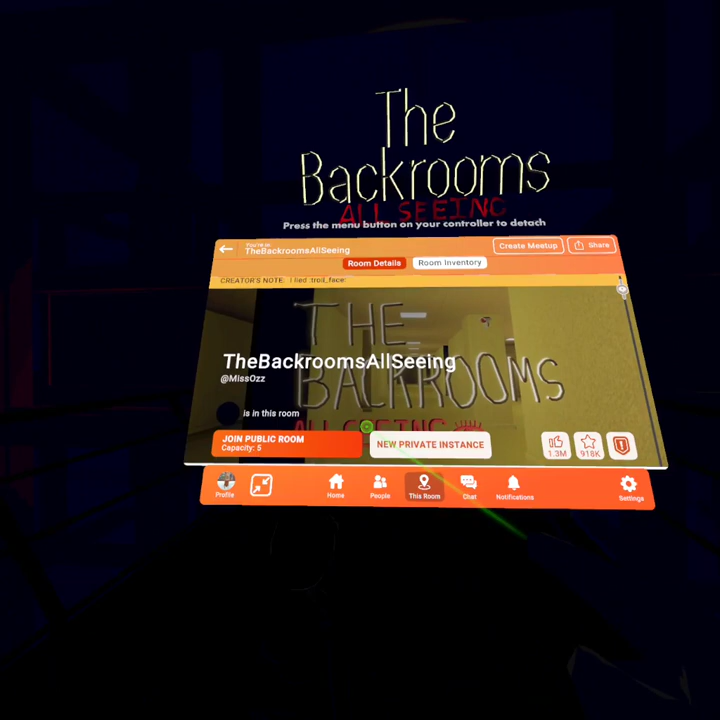 The
Backrooms
ALL SEEING
Press the menu button on your controller to detach
You're in
TheBackroomsAllSeeing
Create Meetup
Share
Room Details
Room Inventory
CREATOR'S NOTE: I lied :troll_face:
THE
BACKROOMS
ALL SEEING
TheBackroomsAllSeeing
@MissOzz
is in this room
JOIN PUBLIC ROOM
Capacity: 5
NEW PRIVATE INSTANCE
1.3M
918K
Profile
Home
People
This Room
Chat
Notifications
Settings